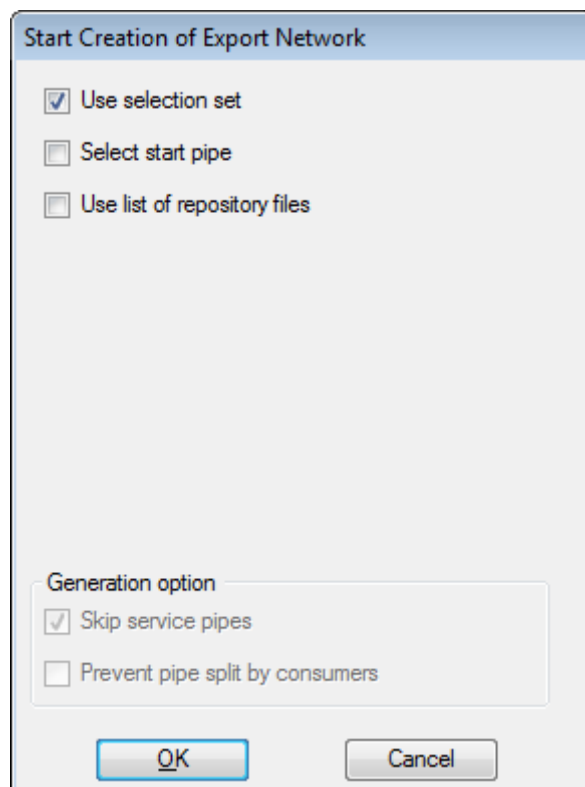 Start Creation of Export Network
Use selection set
Select start pipe
Use list of repository files
Generation option
Skip service pipes
Prevent pipe split by consumers
OK Cancel